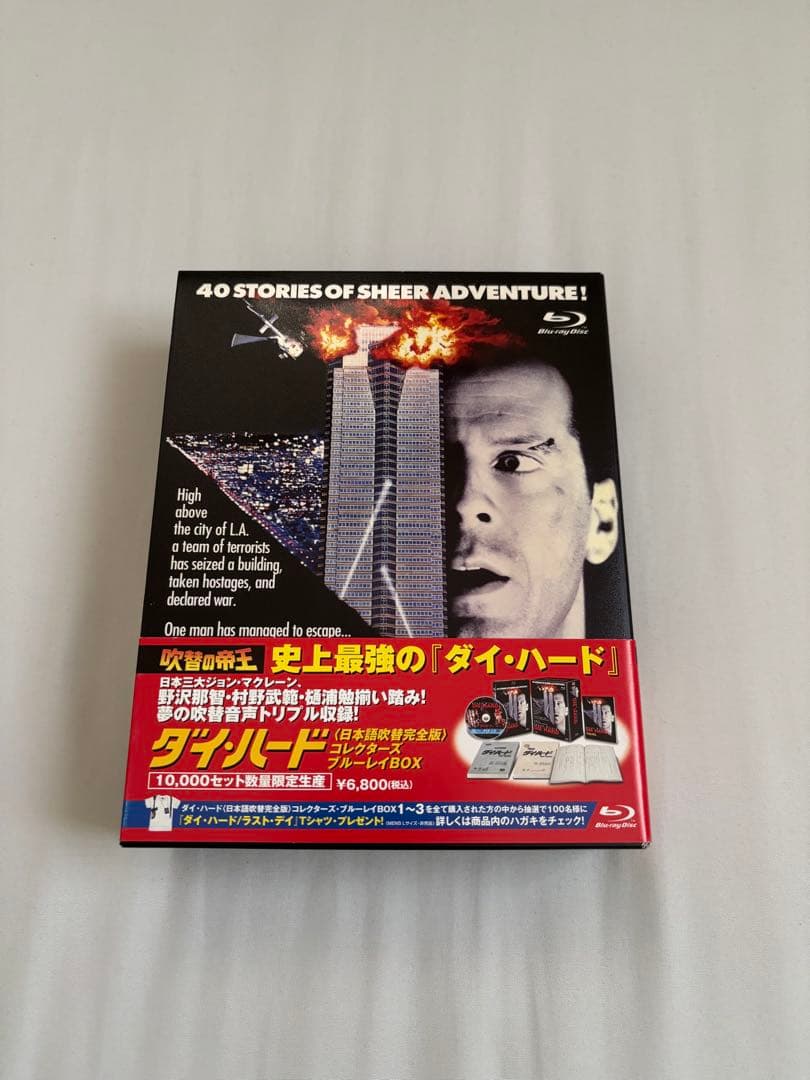 40 STORIES OF SHEER ADVENTURE!
Blu-ray Disc
High
above
the city of L.A.
a team of terrorists
has seized a building,
taken hostages, and
declared war.
One man has managed to escape...
吹替の帝王 史上最強の『ダイ・ハード』
日本三大ジョン・マクレーン、
野沢那智・村野武範・樋浦勉揃い踏み!
夢の吹替音声トリプル収録!
ダイ・ハード〈日本語吹替完全版〉
コレクターズ
ブルーレイBOX
10,000セット数量限定生産 ¥6,800(税込)
ダイ・ハード〈日本語吹替完全版〉コレクターズ・ブルーレイBOX1〜3を全て購入された方の中から抽選で100名様に
『ダイ・ハード/ラスト・デイ』Tシャツ・プレゼント! (MENS Lサイズ・非売品) 詳しくは商品内のハガキをチェック!
Blu-ray Disc